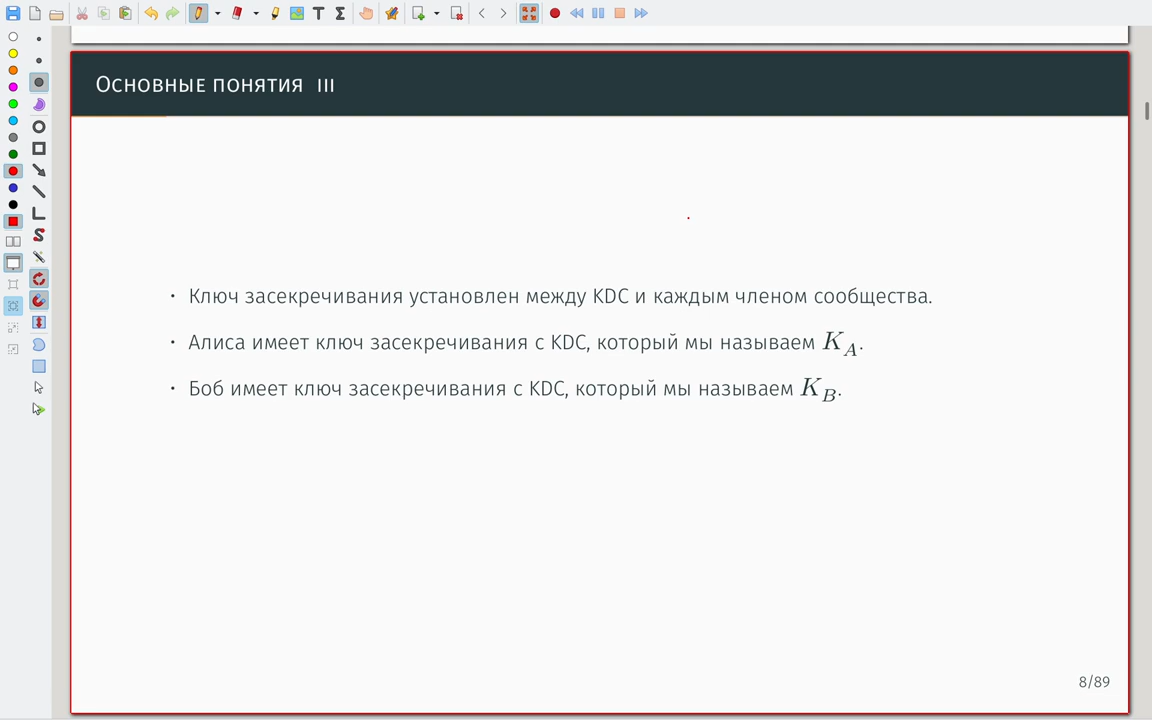 Основные понятия III
• Ключ засекречивания установлен между KDC и каждым членом сообщества.
• Алиса имеет ключ засекречивания с KDC, который мы называем K_A.
• Боб имеет ключ засекречивания с KDC, который мы называем K_B.
8/89